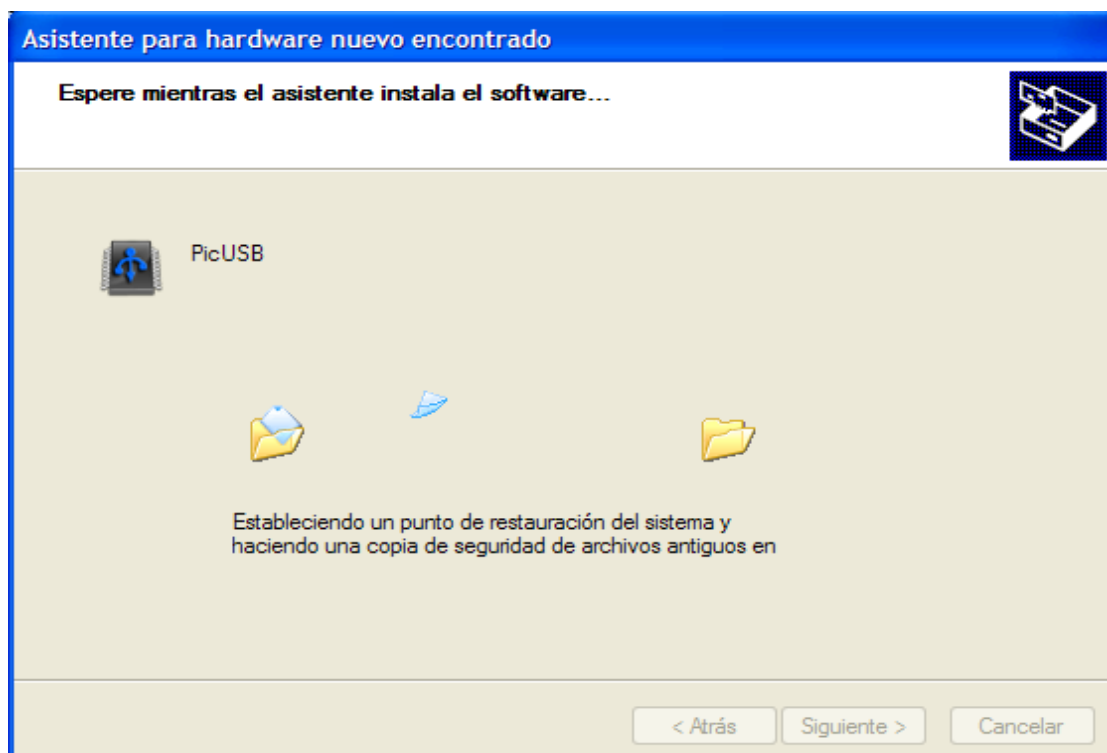 Asistente para hardware nuevo encontrado
Espere mientras el asistente instala el software...
PicUSB
Estableciendo un punto de restauración del sistema y
haciendo una copia de seguridad de archivos antiguos en
< Atrás
Siguiente >
Cancelar